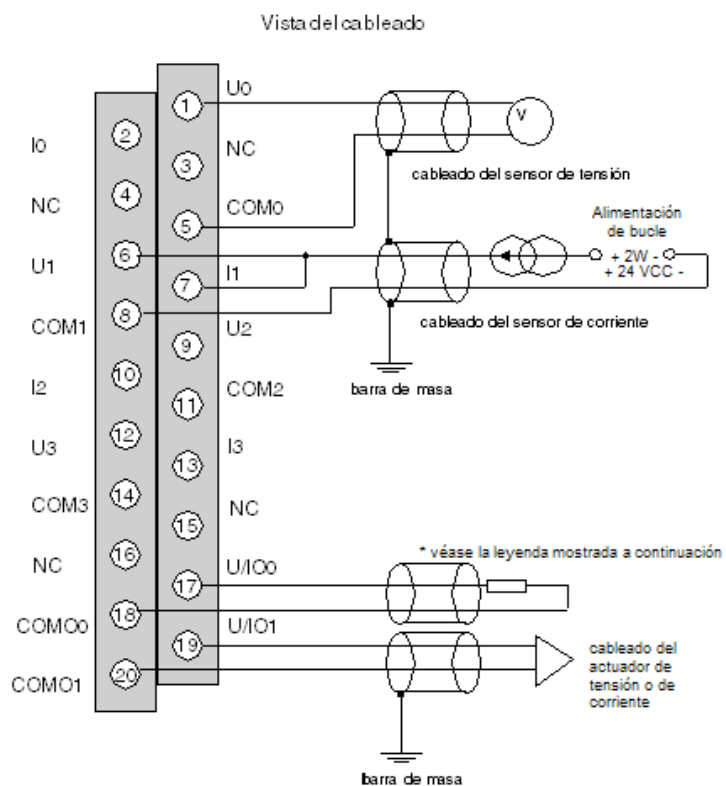 Vista del cableado
U0
1
V
2
I0
NC
3
cableado del sensor de tensión
4
NC
COM0
5
Alimentación
de bucle
U1
6
I1
7
+ 2W -
+ 24 VCC -
COM1
8
U2
cableado del sensor de corriente
9
I2
10
COM2
barra de masa
11
U3
12
I3
13
COM3
14
NC
15
NC
16
U/IO0
* véase la leyenda mostrada a continuación
17
COMO0
18
U/IO1
19
cableado del
actuador de
tensión o de
corriente
COMO1
20
barra de masa